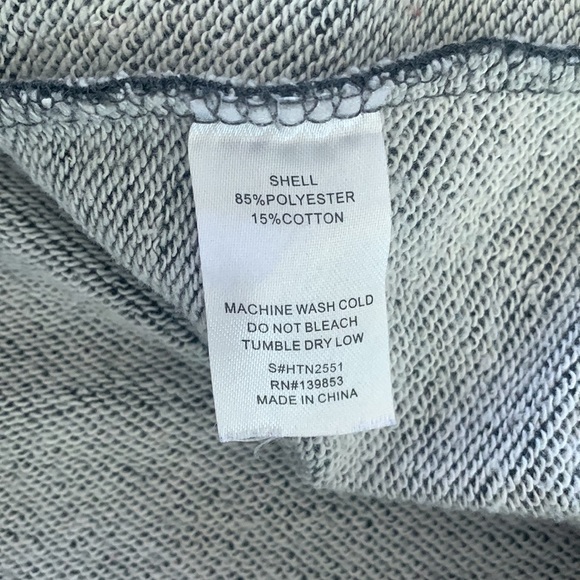 SHELL
85%POLYESTER
15%COTTON
MACHINE WASH COLD
DO NOT BLEACH
TUMBLE DRY LOW
S#HTN2551
RN#139853
MADE IN CHINA